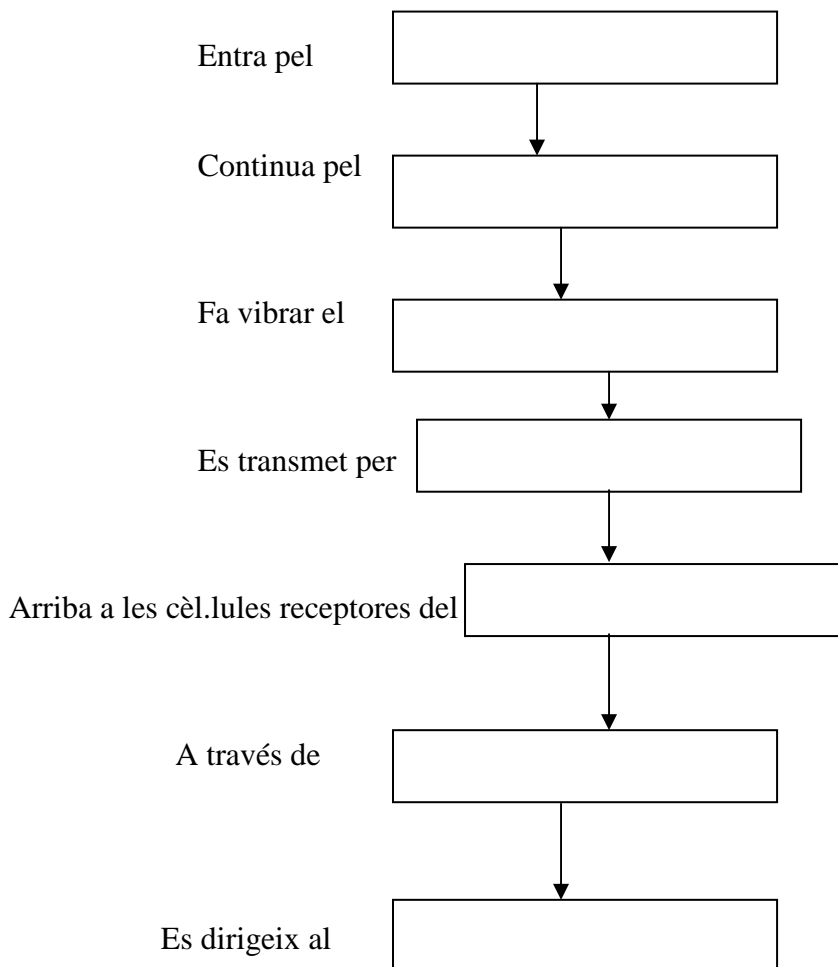 Entra pel
Continua pel
Fa vibrar el
Es transmet per
Arriba a les cèl.lules receptores del
A través de
Es dirigeix al